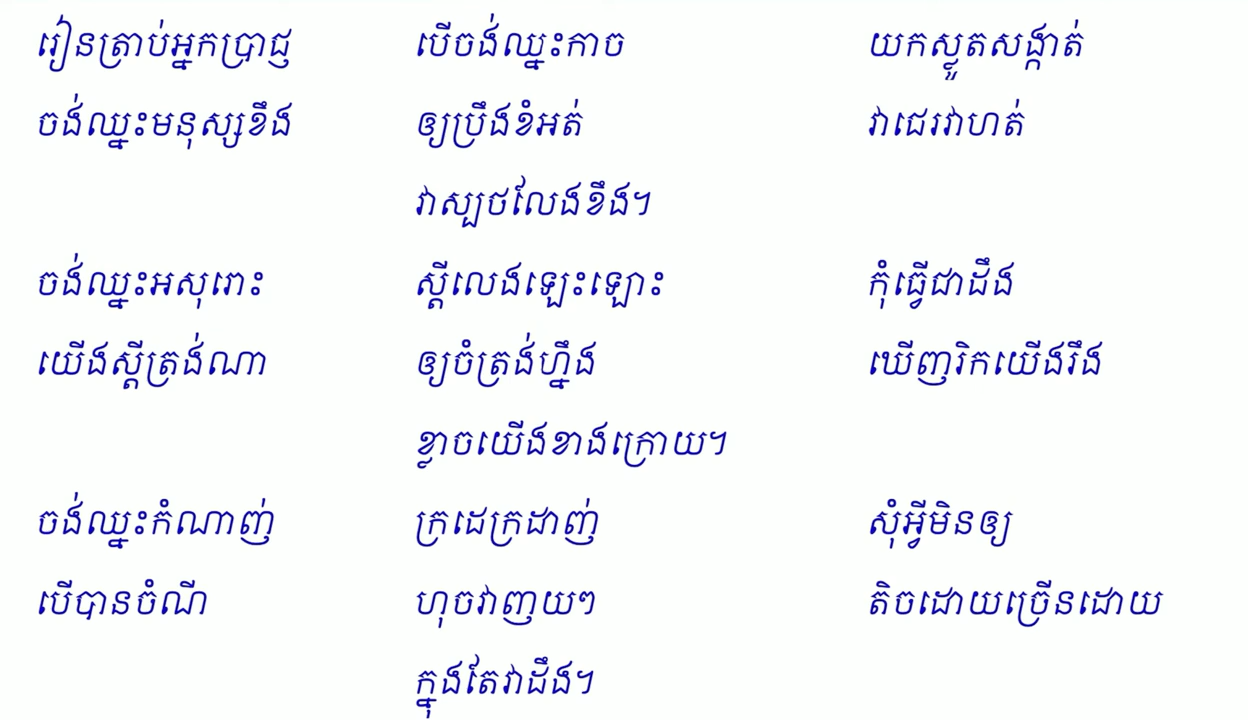 រៀនត្រាប់អ្នកប្រាជ្ញ បើចង់ឈ្នះកាច យកស្លូតសង្កាត់
ចង់ឈ្នះមនុស្សខឹង ឲ្យប្រឹងខំអត់ វាជេរវាហត់
វាស្បថលែងខឹង។
ចង់ឈ្នះអសុរោះ ស្ដីលេងឡេះឡោះ កុំធ្វើជាដឹង
យើងស្ដីត្រង់ណា ឲ្យចំត្រង់ហ្នឹង ឃើញរិកយើងរឹង
ខ្លាចយើងខាងក្រោយ។
ចង់ឈ្នះកំណាញ់ ក្រដេក្រដាញ់ សុំអ្វីមិនឲ្យ
បើបានចំណី ហុចវាញយៗ តិចដោយច្រើនដោយ
ក្នុងតែវាដឹង។